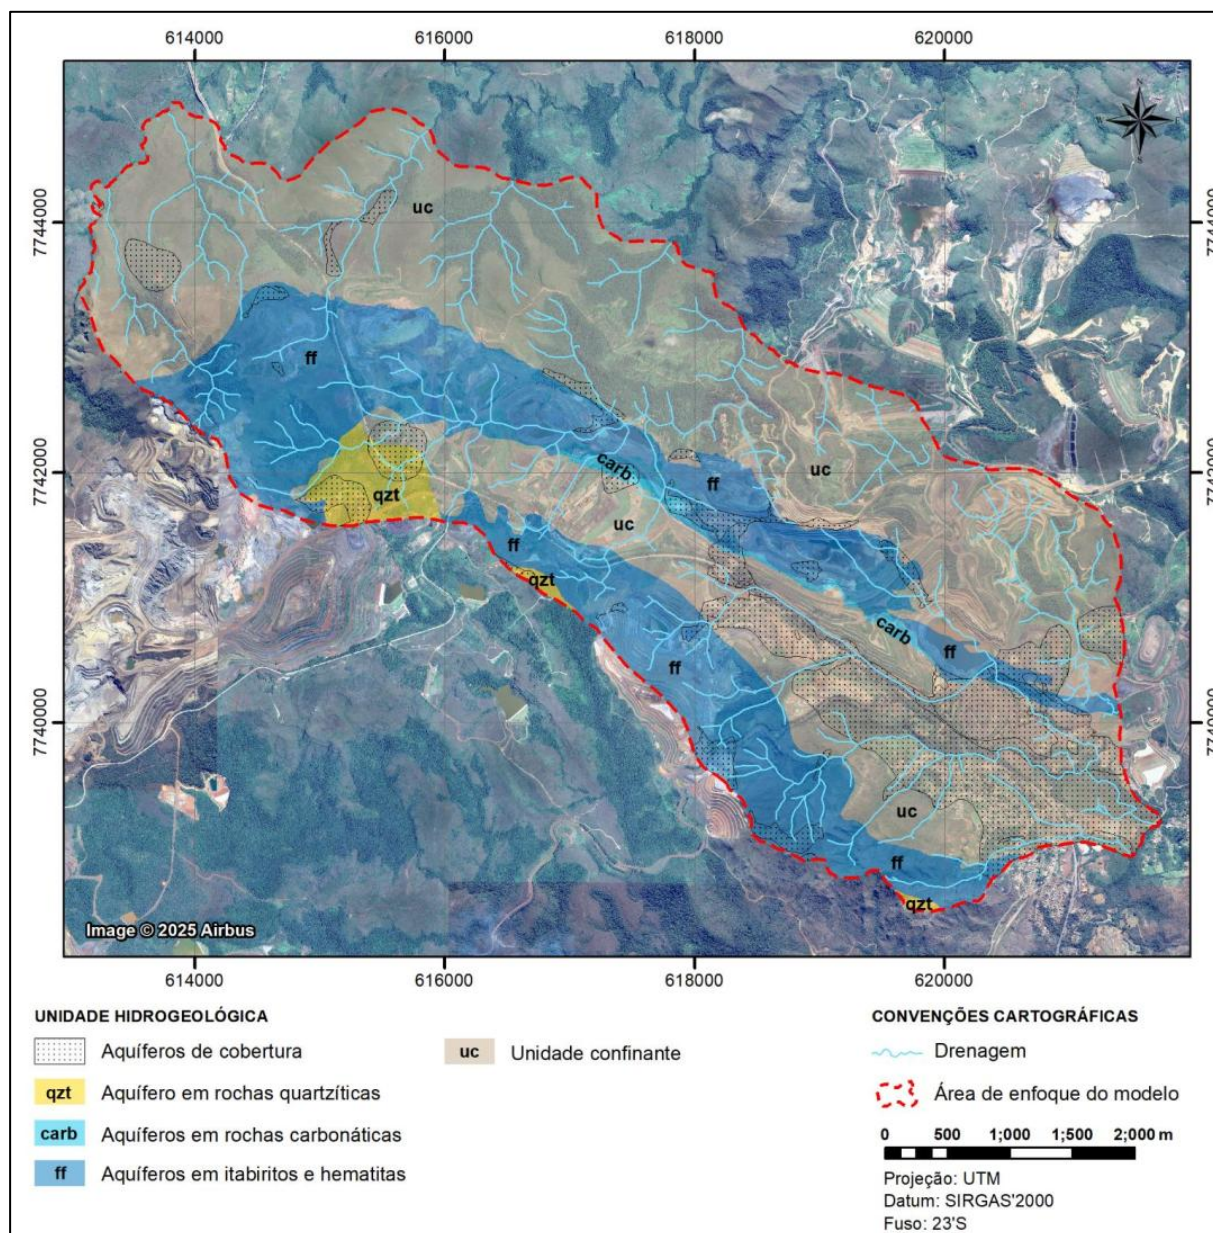 614000 616000 618000 620000
N
W E
S
7744000 7744000
uc
ff
7742000 7742000
carb
ff
uc
qzt
uc
ff
qzt
carb
ff
ff
7740000 7740000
uc
ff
qzt
Image © 2025 Airbus
614000 616000 618000 620000
UNIDADE HIDROGEOLÓGICA
Aquíferos de cobertura
qzt Aquífero em rochas quartzíticas
carb Aquíferos em rochas carbonáticas
ff Aquíferos em itabiritos e hematitas
uc Unidade confinante
CONVENÇÕES CARTOGRÁFICAS
Drenagem
Área de enfoque do modelo
0 500 1;000 1;500 2;000 m
Projeção: UTM
Datum: SIRGAS'2000
Fuso: 23'S